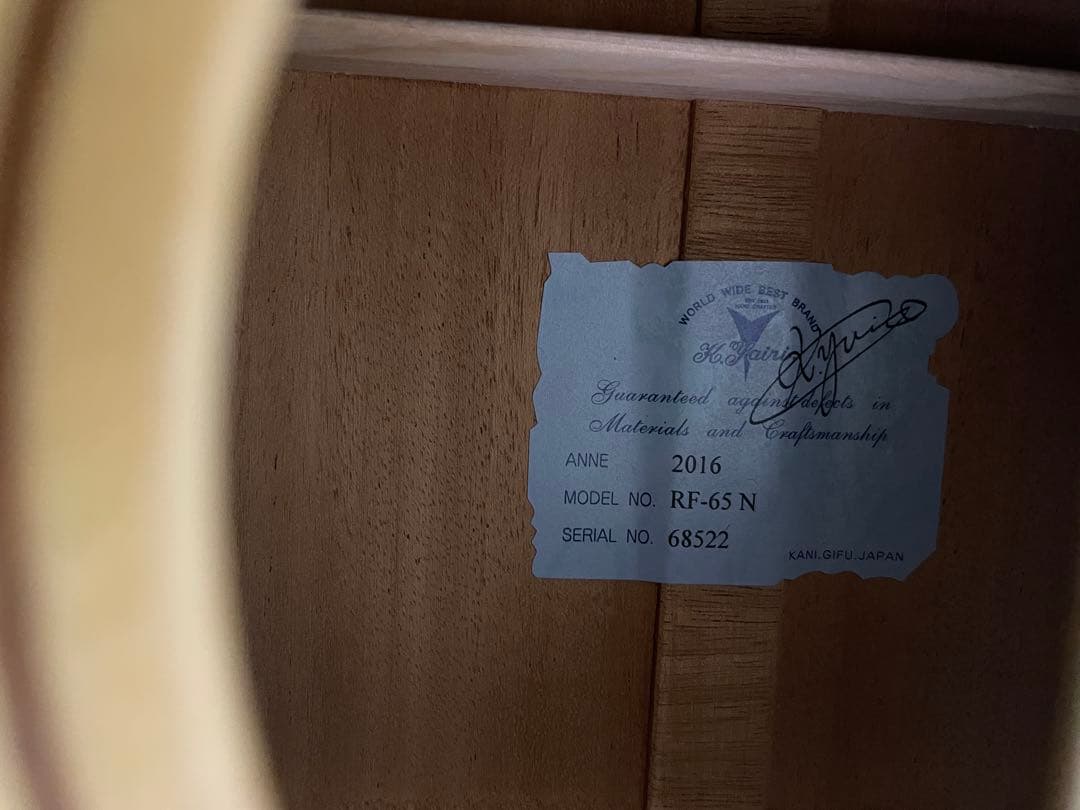 WORLD WIDE BEST BRAND
K.Yairi
K.Yairi
Guaranteed against defects in
Materials and Craftsmanship
ANNE 2016
MODEL NO. RF-65 N
SERIAL NO. 68522
KANI.GIFU.JAPAN